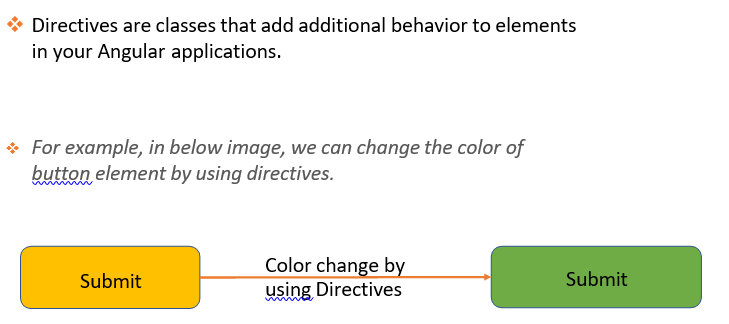 Directives are classes that add additional behavior to elements
in your Angular applications.
For example, in below image, we can change the color of
button element by using directives.
Submit
Color change by
using Directives
Submit